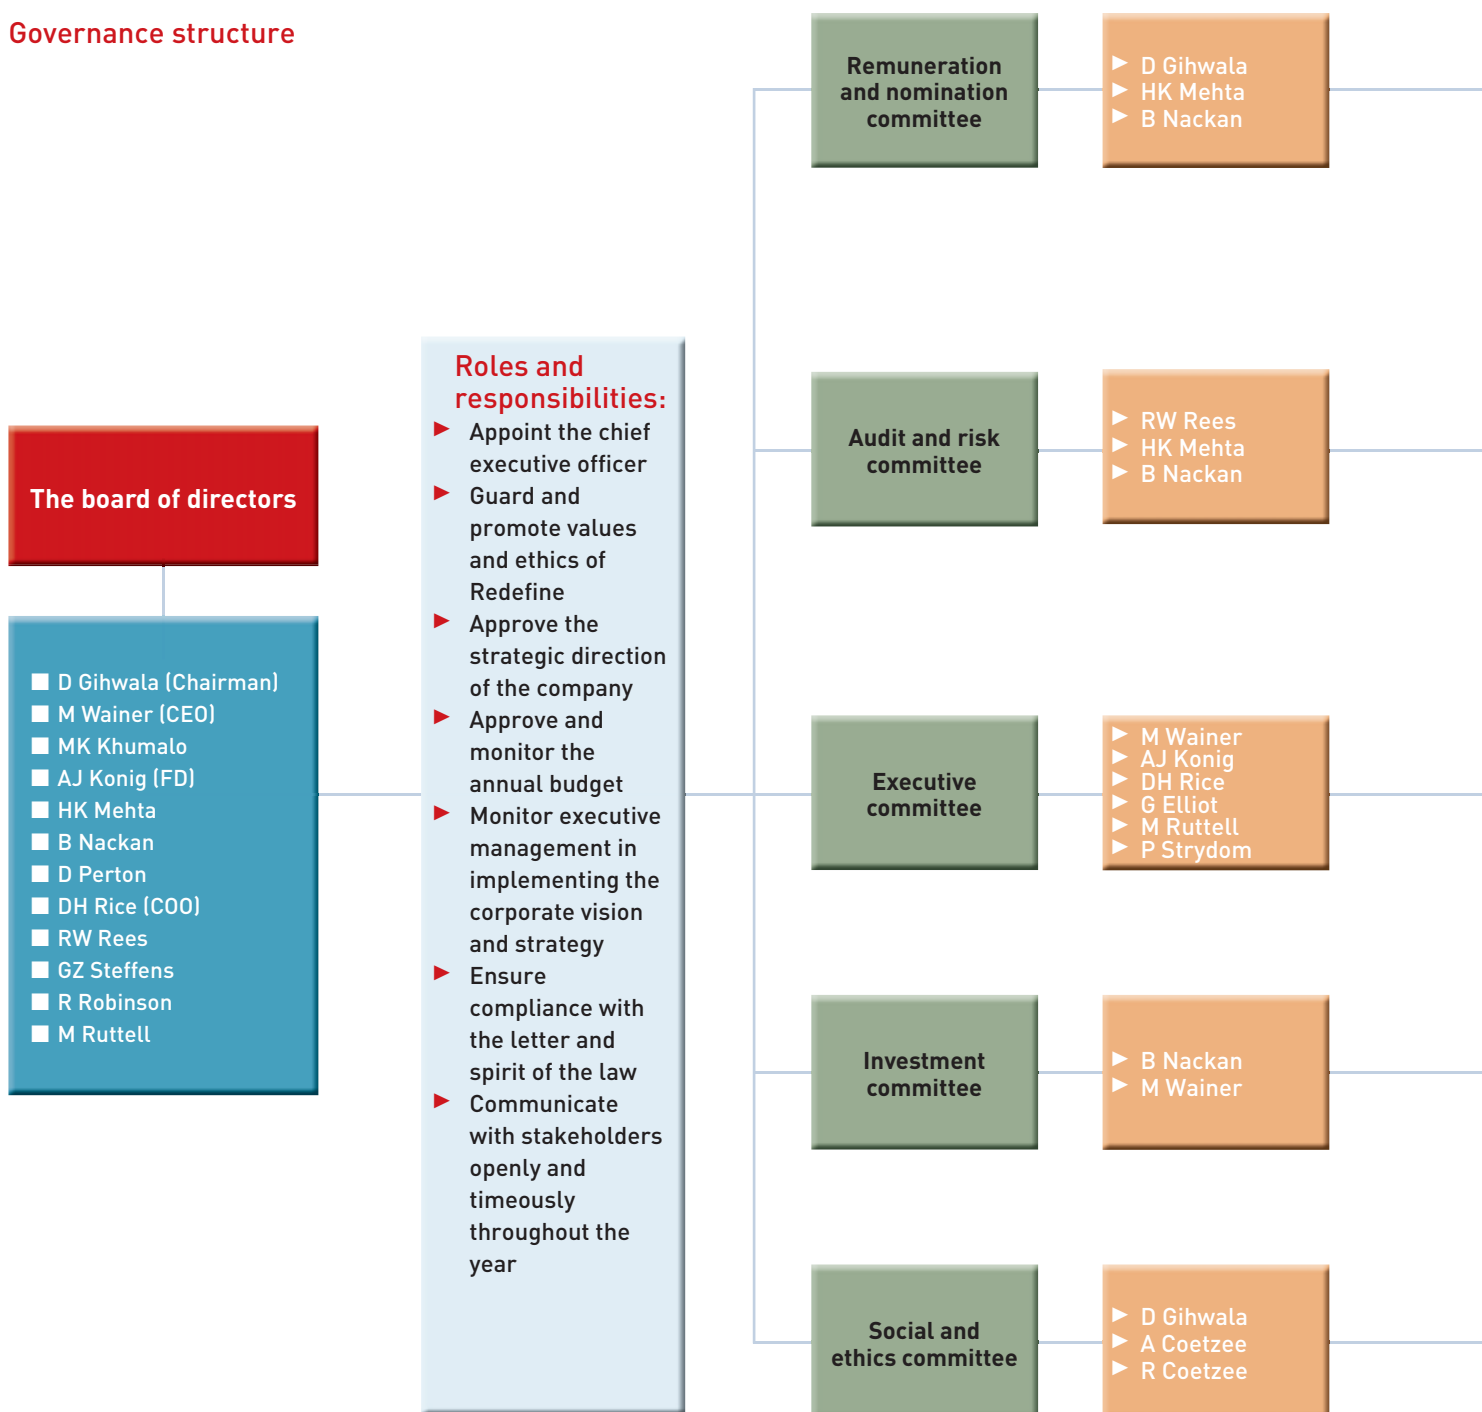 Governance structure
The board of directors
D Gihwala (Chairman)
M Wainer (CEO)
MK Khumalo
AJ Konig (FD)
HK Mehta
B Nackan
D Perton
DH Rice (COO)
RW Rees
GZ Steffens
R Robinson
M Ruttell
Roles and
responsibilities:
Appoint the chief
executive officer
Guard and
promote values
and ethics of
Redefine
Approve the
strategic direction
of the company
Approve and
monitor the
annual budget
Monitor executive
management in
implementing the
corporate vision
and strategy
Ensure
compliance with
the letter and
spirit of the law
Communicate
with stakeholders
openly and
timeously
throughout the
year
Remuneration
and nomination
committee
D Gihwala
HK Mehta
B Nackan
Audit and risk
committee
RW Rees
HK Mehta
B Nackan
Executive
committee
M Wainer
AJ Konig
DH Rice
G Elliot
M Ruttell
P Strydom
Investment
committee
B Nackan
M Wainer
Social and
ethics committee
D Gihwala
A Coetzee
R Coetzee